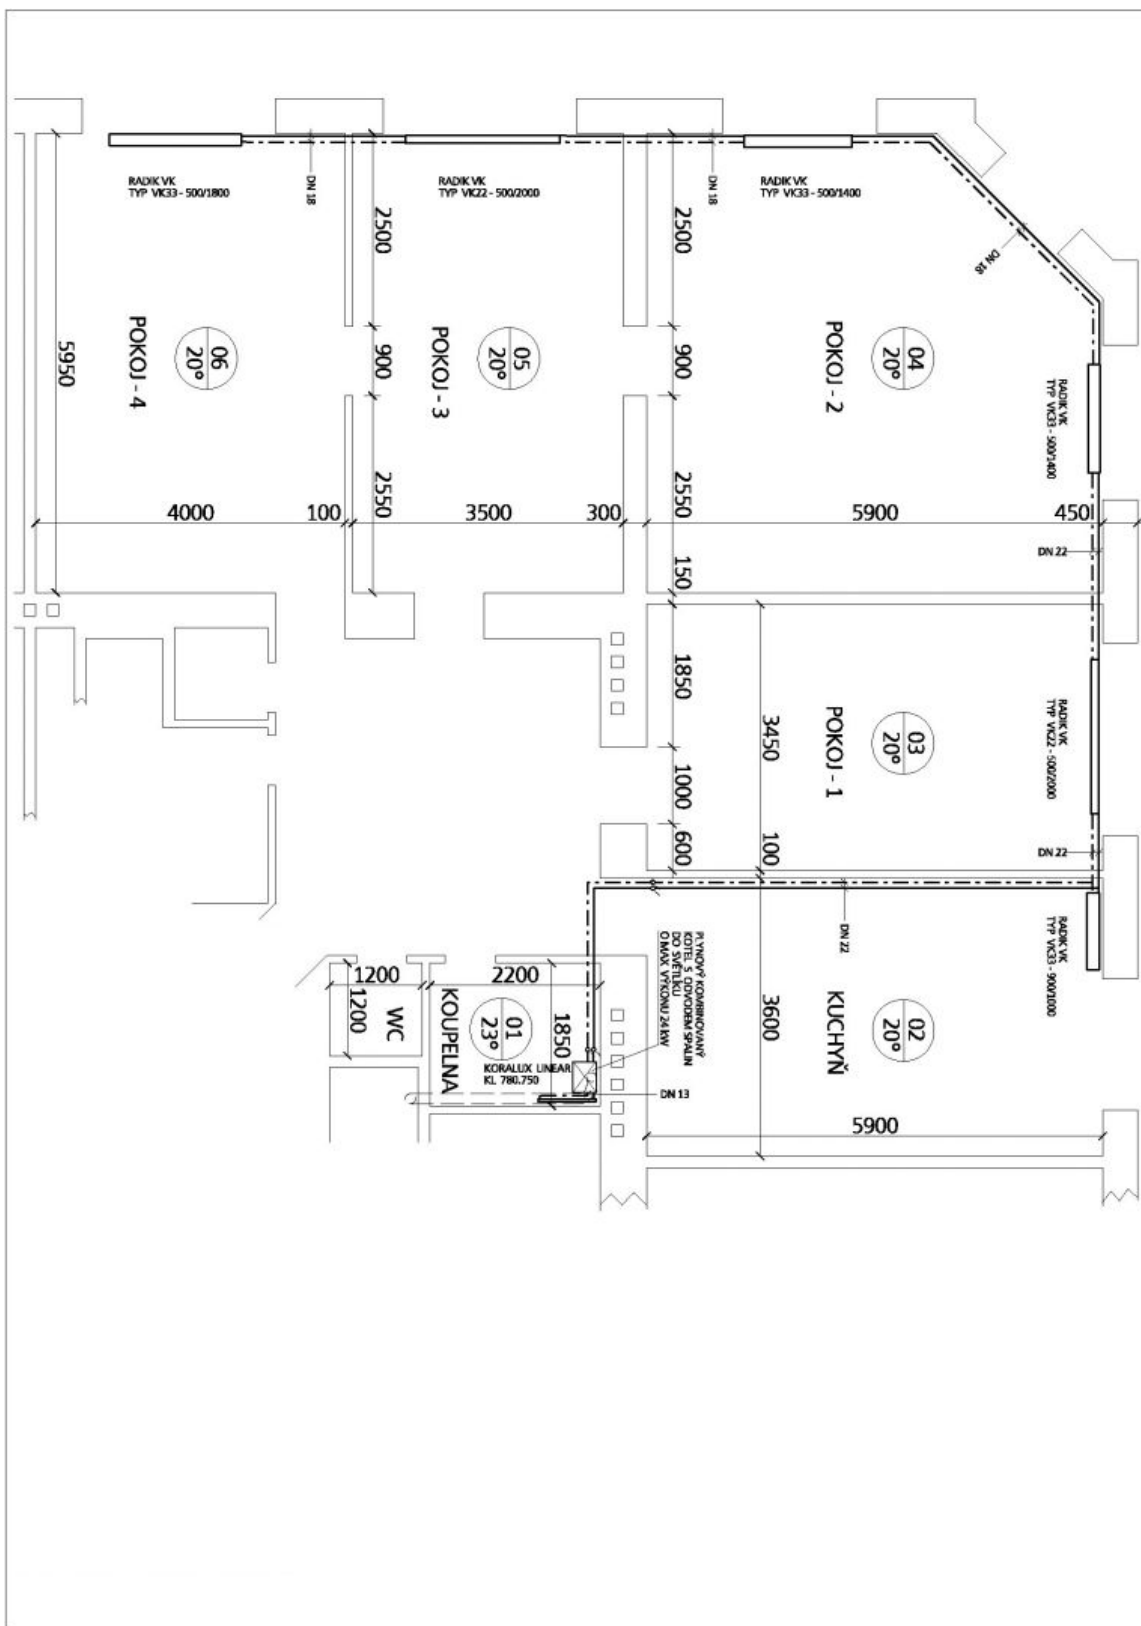 RADIK VK
TYP VK33 - 500/1800
DN 18
RADIK VK
TYP VK22 - 500/2000
DN 18
RADIK VK
TYP VK33 - 500/1400
DN 18
2500
2500
5950
POKOJ - 4
06
20°
900
POKOJ - 3
05
20°
900
POKOJ - 2
04
20°
RADIK VK
TYP VK33 - 500/1400
2550
2550
4000
100
3500
300
5900
450
DN 22
150
1850
3450
POKOJ - 1
03
20°
RADIK VK
TYP VK22 - 500/2000
1000
600
100
DN 22
DN 22
PLYNOVÝ KOMBINOVANÝ
KOTEL S ODVODEM SPALIN
DO SVĚTLÍKU
O MAX VÝKONU 24 kW
3600
KUCHYŇ
02
20°
RADIK VK
TYP VK33 - 900/1000
1200
2200
1200
WC
KOUPELNA
01
23°
1850
KORALUX LINEAR
KL 780.750
DN 13
5900